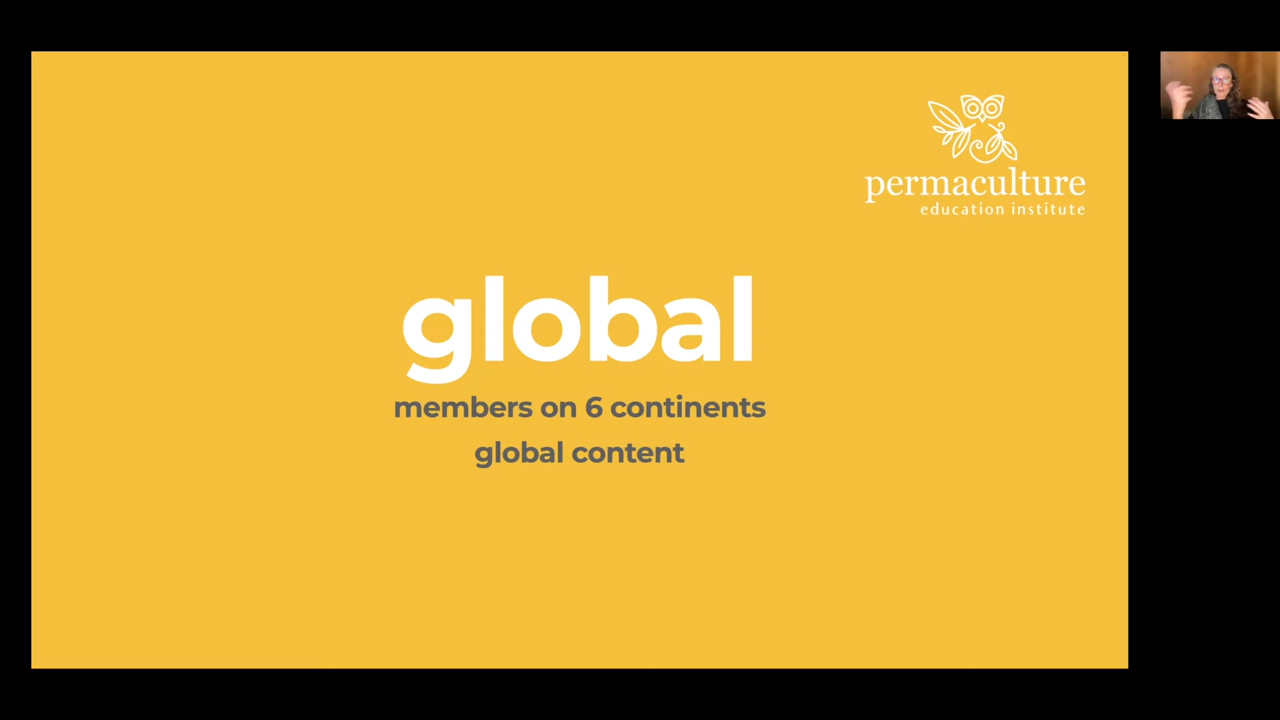 permaculture
education institute
global
members on 6 continents
global content